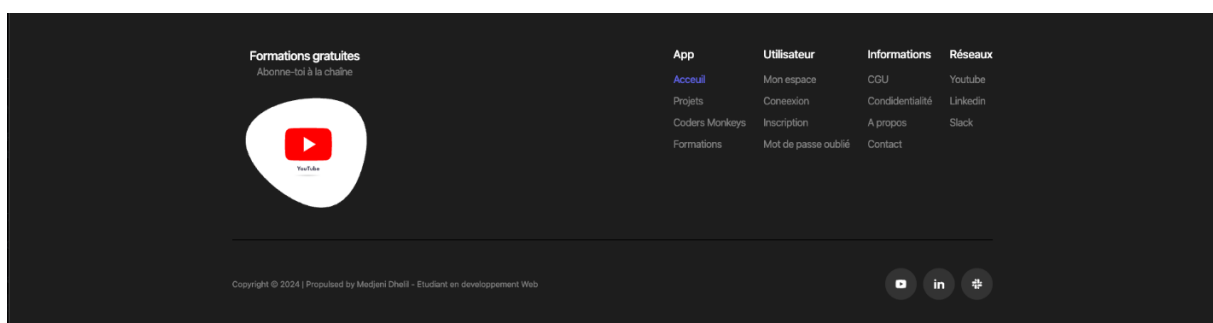 Formations gratuites
Abonne-toi à la chaîne
YouTube
App
Acceuil
Projets
Coders Monkeys
Formations
Utilisateur
Mon espace
Coneexion
Inscription
Mot de passe oublié
Informations
CGU
Condidentialité
A propos
Contact
Réseaux
Youtube
Linkedin
Slack
Copyright © 2024 | Propulsed by Medjeni Dhelil - Etudiant en developpement Web
in